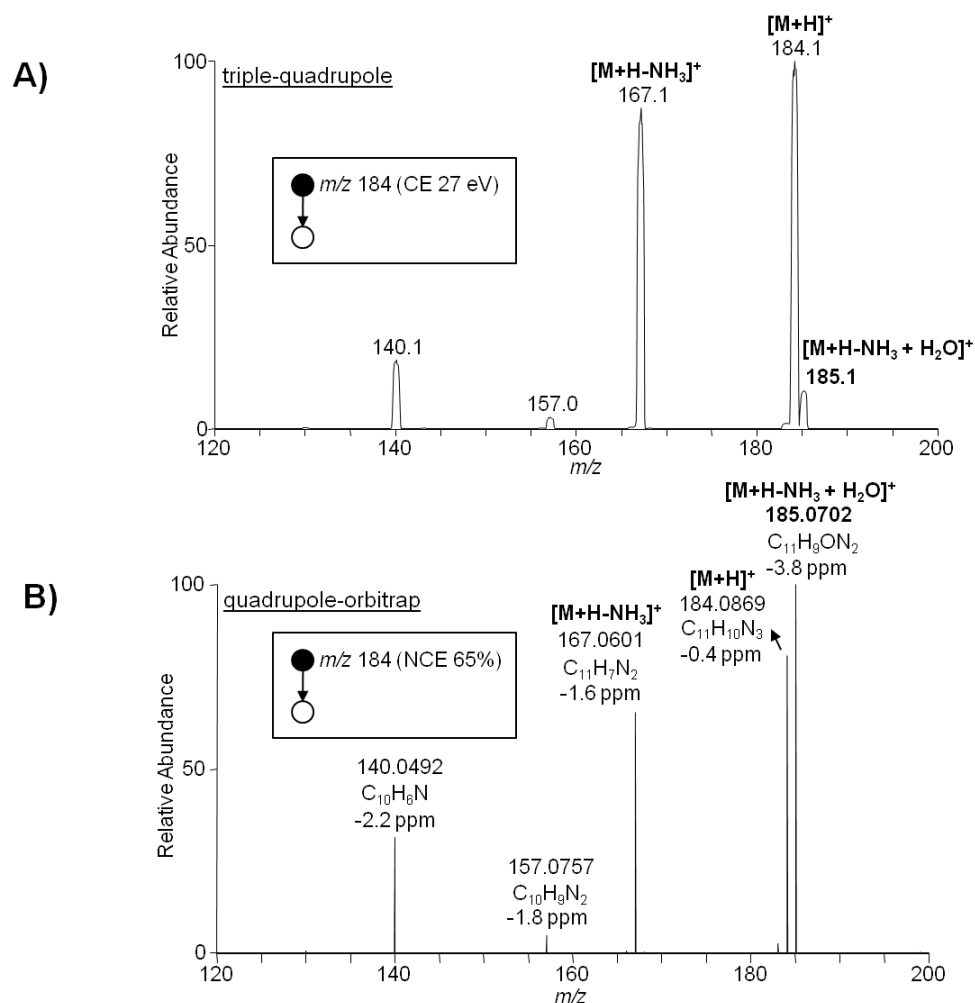 A)
triple-quadrupole
[M+H]⁺
184.1
[M+H-NH₃]⁺
167.1
m/z 184 (CE 27 eV)
140.1
157.0
[M+H-NH₃ + H₂O]⁺
185.1
Relative Abundance
100
50
0
120 140 160 180 200
m/z
B)
quadrupole-orbitrap
[M+H-NH₃ + H₂O]⁺
185.0702
C₁₁H₉ON₂
-3.8 ppm
[M+H]⁺
184.0869
C₁₁H₁₀N₃
-0.4 ppm
[M+H-NH₃]⁺
167.0601
C₁₁H₇N₂
-1.6 ppm
m/z 184 (NCE 65%)
140.0492
C₁₀H₆N
-2.2 ppm
157.0757
C₁₀H₉N₂
-1.8 ppm
Relative Abundance
100
50
0
120 140 160 180 200
m/z